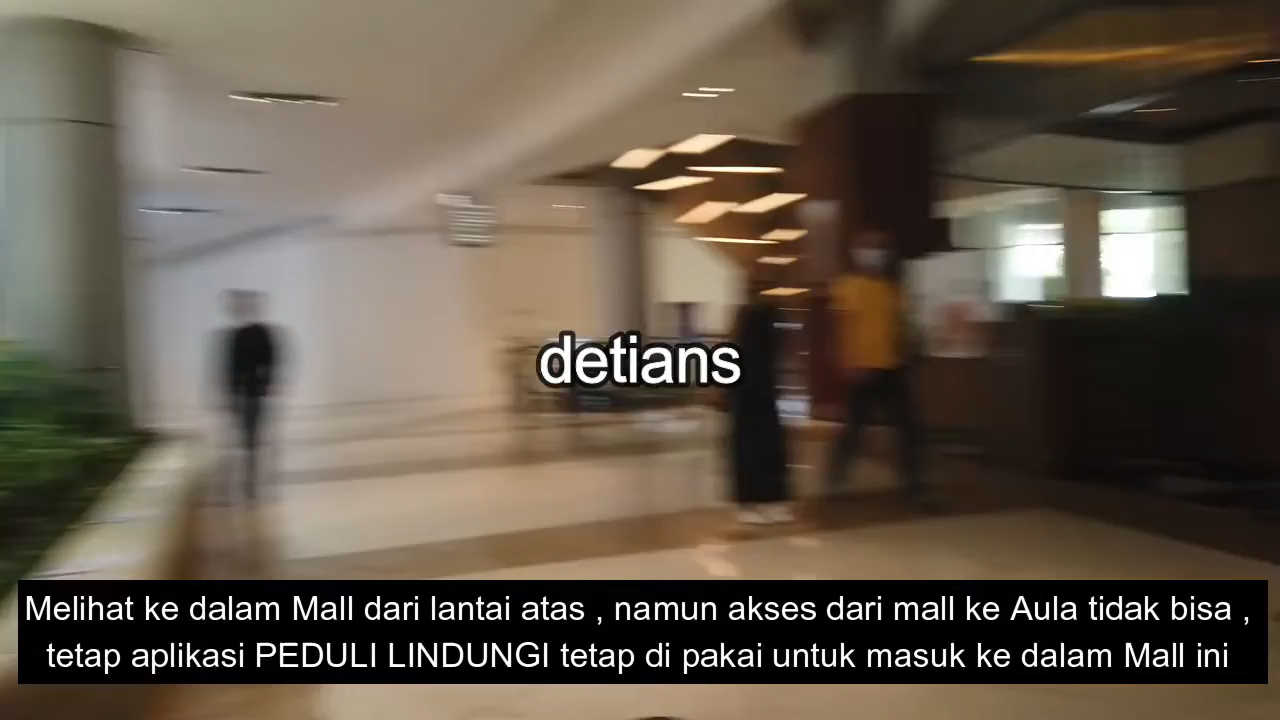 detians
Melihat ke dalam Mall dari lantai atas , namun akses dari mall ke Aula tidak bisa ,
tetap aplikasi PEDULI LINDUNGI tetap di pakai untuk masuk ke dalam Mall ini